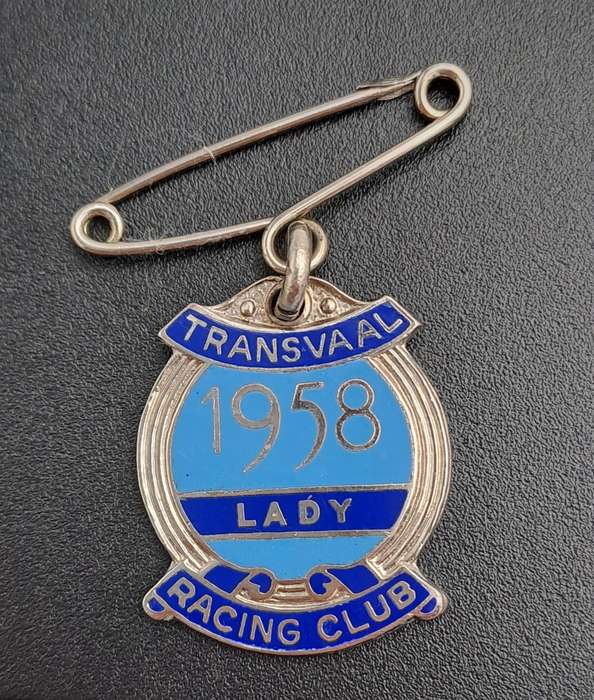 TRANSVAAL
1958
LADY
RACING CLUB